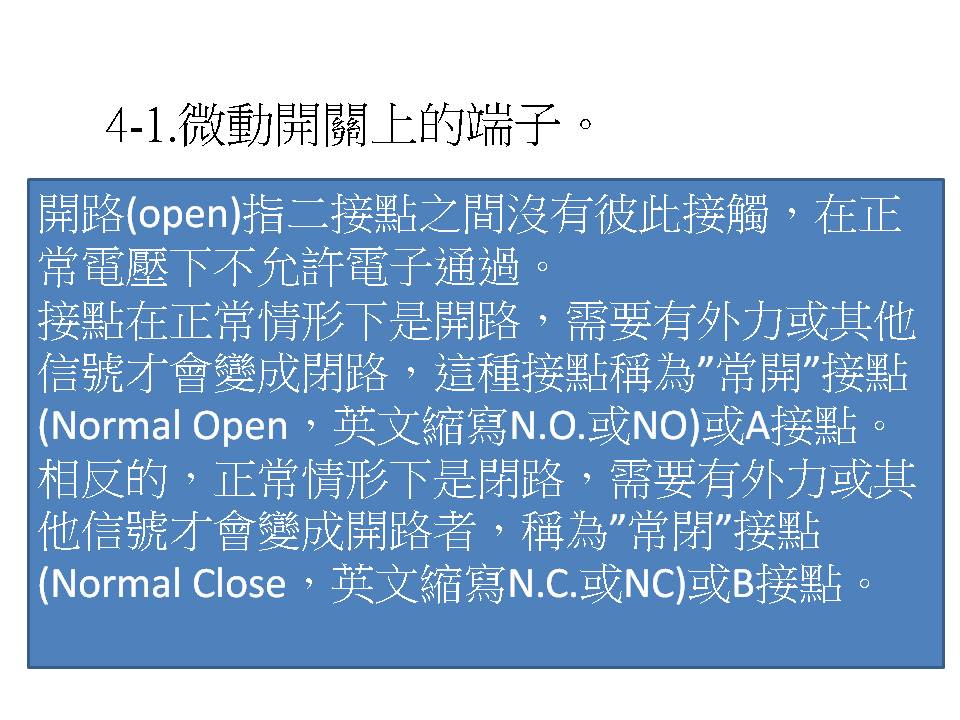 4-1.微動開關上的端子。
開路(open)指二接點之間沒有彼此接觸，在正
常電壓下不允許電子通過。
接點在正常情形下是開路，需要有外力或其他
信號才會變成閉路，這種接點稱為”常開”接點
(Normal Open，英文縮寫N.O.或NO)或A接點。
相反的，正常情形下是閉路，需要有外力或其
他信號才會變成開路者，稱為”常閉”接點
(Normal Close，英文縮寫N.C.或NC)或B接點。